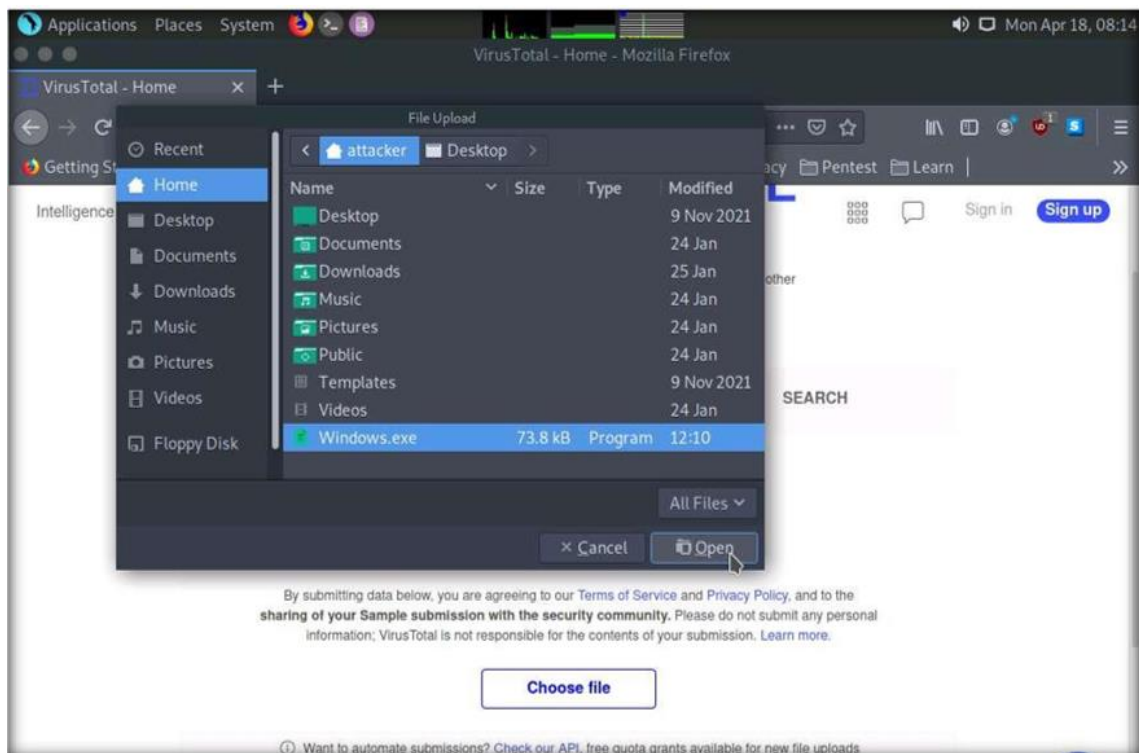 Applications Places System Mon Apr 18, 08:14
VirusTotal - Home - Mozilla Firefox
VirusTotal - Home × +
File Upload
Getting St
acy Pentest Learn
»
Recent
Home
Desktop
Documents
Downloads
Music
Pictures
Videos
Floppy Disk
attacker Desktop
Name Size Type Modified
Desktop 9 Nov 2021
Documents 24 Jan
Downloads 25 Jan
Music 24 Jan
Pictures 24 Jan
Public 24 Jan
Templates 9 Nov 2021
Videos 24 Jan
Windows.exe 73.8 kB Program 12:10
All Files
Cancel Open
Intelligence
Sign in Sign up
other
SEARCH
By submitting data below, you are agreeing to our Terms of Service and Privacy Policy, and to the
sharing of your Sample submission with the security community. Please do not submit any personal
information; VirusTotal is not responsible for the contents of your submission. Learn more.
Choose file
Want to automate submissions? Check our API, free quota grants available for new file uploads